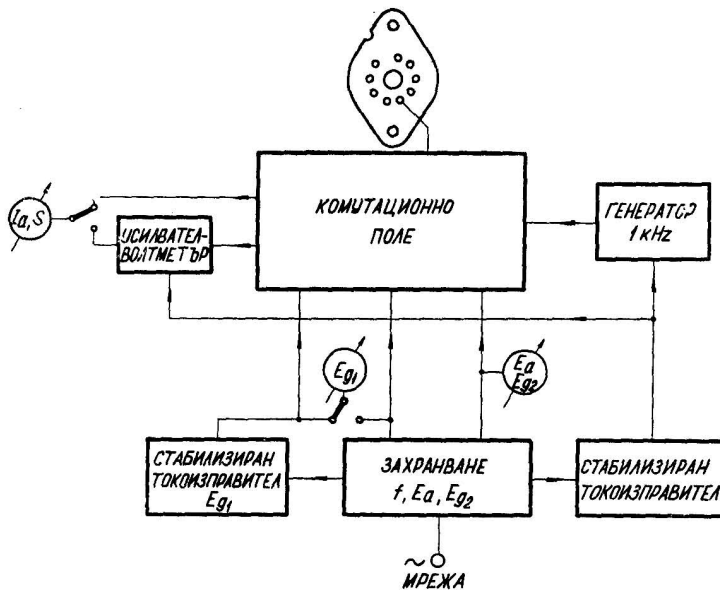 КОМУТАЦИОННО
ПОЛЕ
ГЕНЕРАТОР
1 kHz
Ia, S
УСИЛВАТЕЛ-
ВОЛТМЕТЪР
Eg1
Ea
Eg2
СТАБИЛИЗИРАН
ТОКОИЗПРАВИТЕЛ
Eg1
ЗАХРАНВАНЕ
f, Ea, Eg2
СТАБИЛИЗИРАН
ТОКОИЗПРАВИТЕЛ
~
МРЕЖА